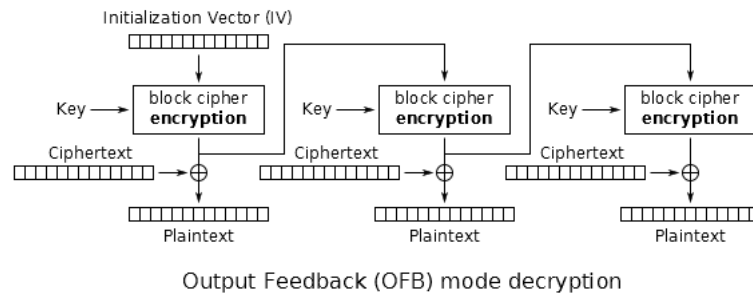 Initialization Vector (IV)
block cipher
encryption
Key
block cipher
encryption
Key
block cipher
encryption
Key
Ciphertext
Ciphertext
Ciphertext
Plaintext
Plaintext
Plaintext
Output Feedback (OFB) mode decryption